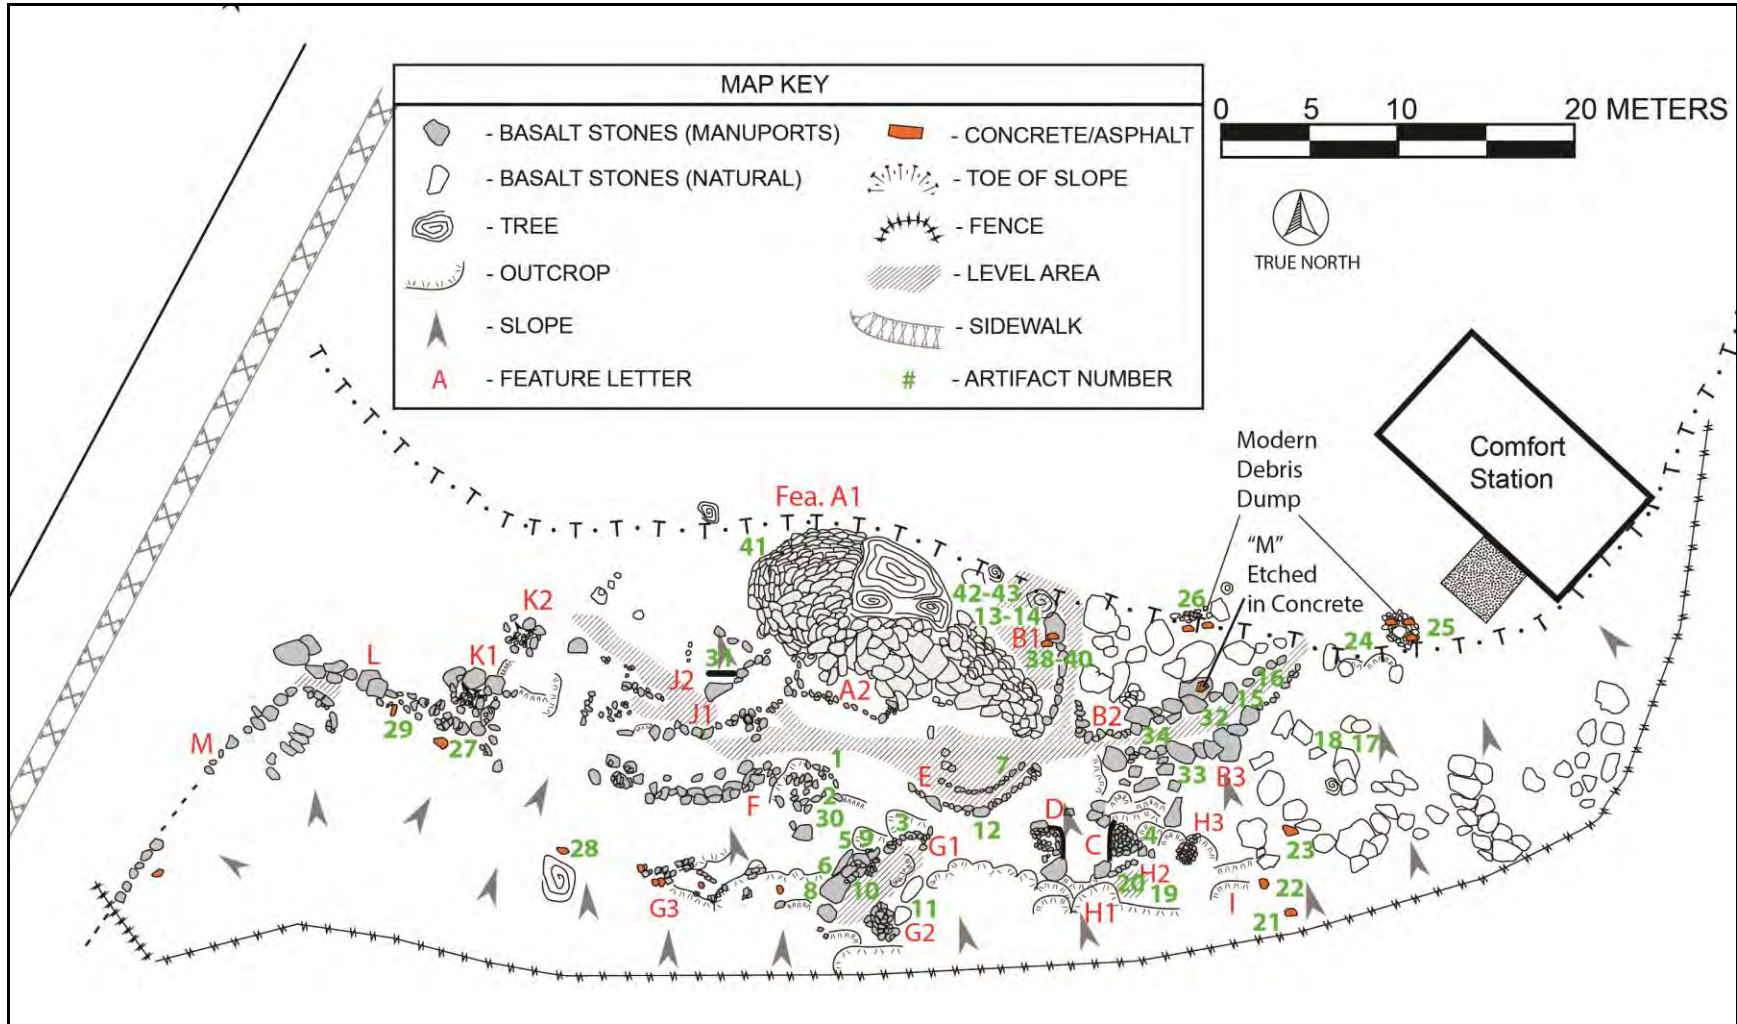 MAP KEY
- BASALT STONES (MANUPORTS)
- CONCRETE/ASPHALT
- BASALT STONES (NATURAL)
- TOE OF SLOPE
- TREE
- FENCE
- OUTCROP
- LEVEL AREA
- SLOPE
- SIDEWALK
A - FEATURE LETTER
# - ARTIFACT NUMBER
0 5 10 20 METERS
TRUE NORTH
Comfort
Station
Modern
Debris
Dump
"M"
Etched
in Concrete
Fea. A1
41
42-43
13-14
B1
38-40
26
24
25
K2
K1
L
M
29
27
31
J2
J1
A2
B2
16
15
32
34
33
B3
18
17
1
E
7
F
2
30
3
12
D
C
4
H3
5
9
G1
6
8
10
28
G3
11
G2
20
H2
19
H1
I
23
22
21